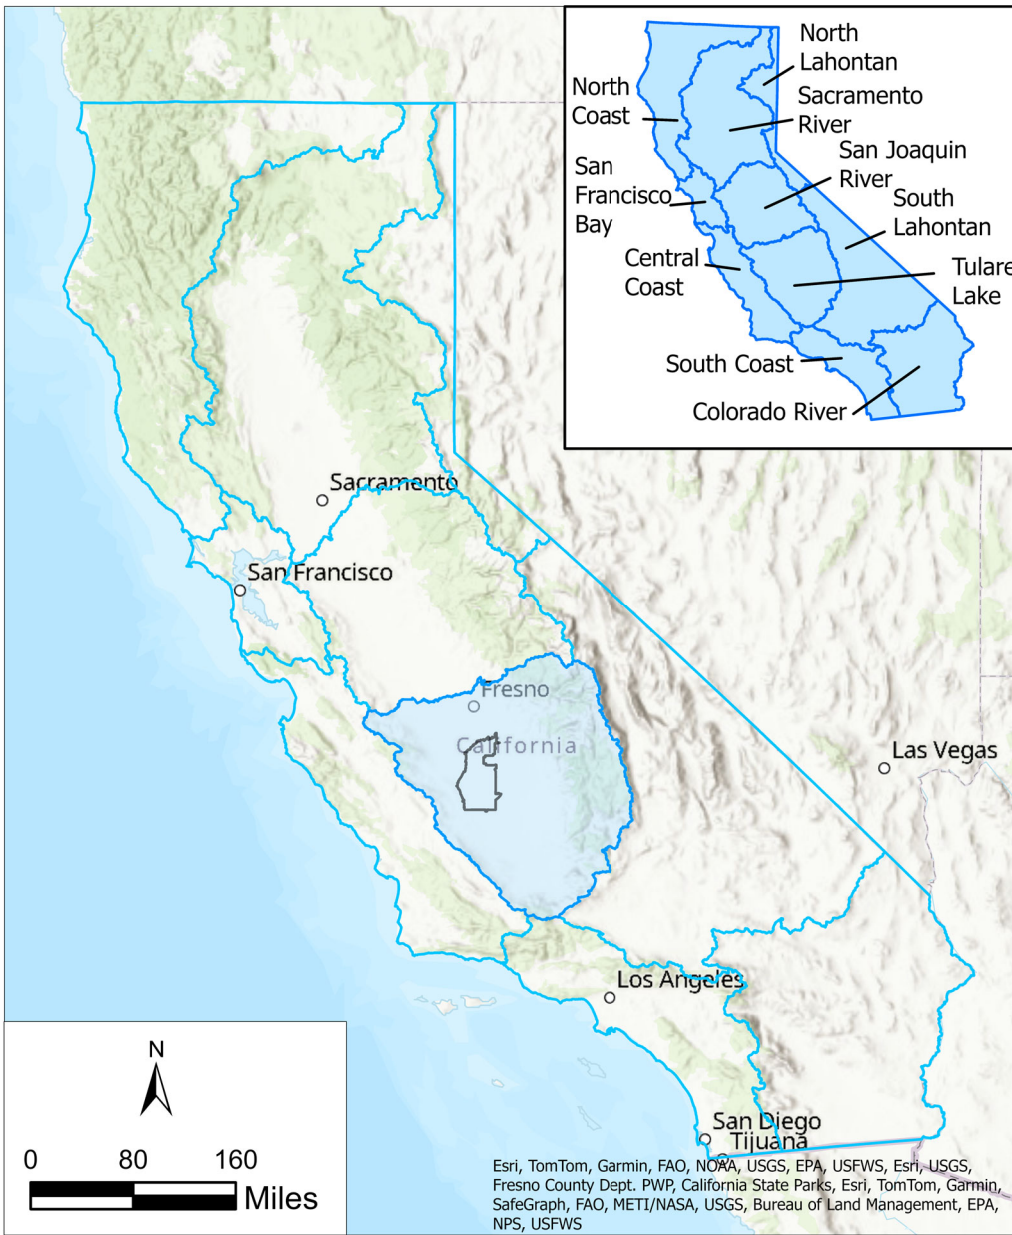 North
Lahontan
North
Coast
Sacramento
River
San
Francisco
Bay
San Joaquin
River
South
Lahontan
Central
Coast
Tulare
Lake
South Coast
Colorado River
Sacramento
San Francisco
Fresno
California
Las Vegas
Los Angeles
San Diego
Tijuana
N
0 80 160
Miles
Esri, TomTom, Garmin, FAO, NOAA, USGS, EPA, USFWS, Esri, USGS,
Fresno County Dept. PWP, California State Parks, Esri, TomTom, Garmin,
SafeGraph, FAO, METI/NASA, USGS, Bureau of Land Management, EPA,
NPS, USFWS